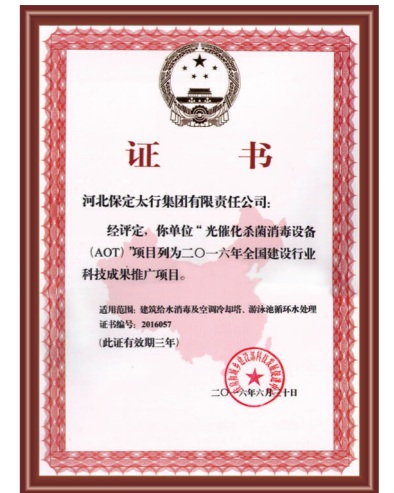 证 书
河北保定太行集团有限责任公司：
经评定，你单位“光催化杀菌消毒设备
（AOT）”项目列为二〇一六年全国建设行业
科技成果推广项目。
适用范围：建筑给水消毒及空调冷却塔、游泳池循环水处理
证书编号：2016057
（此证有效期三年）
二〇一六年六月二十日